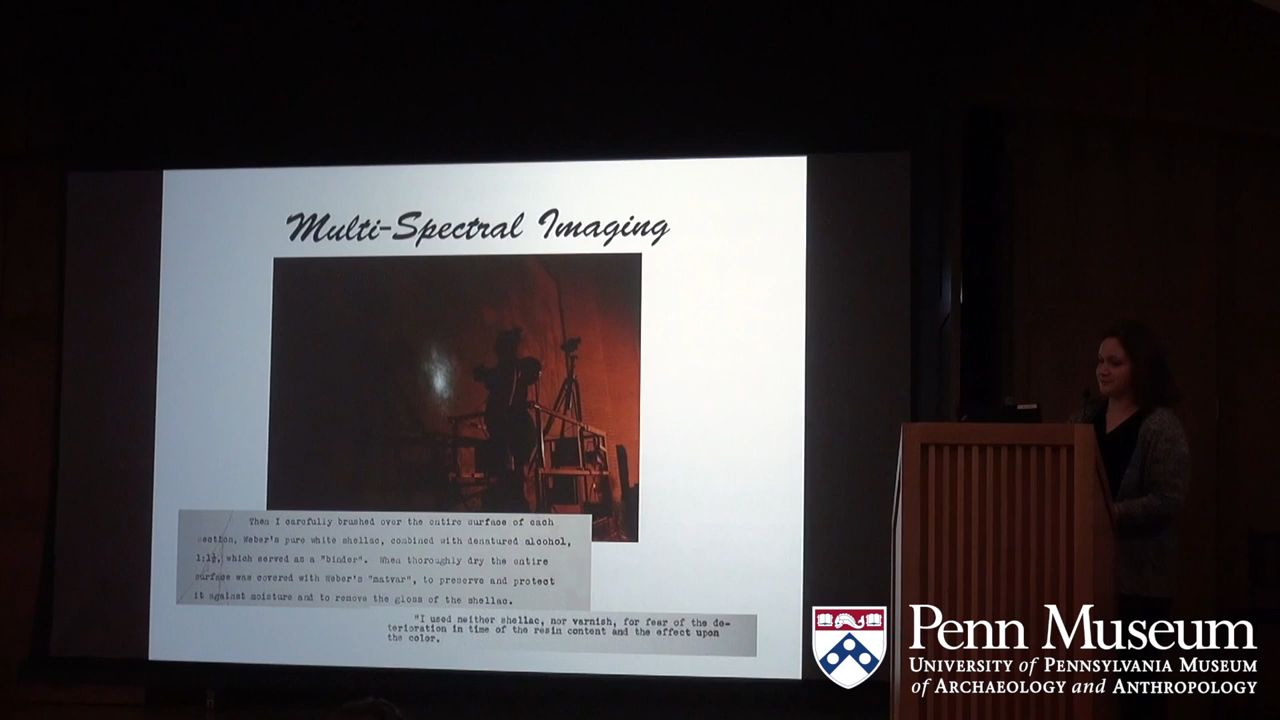 Multi-Spectral Imaging
Then I carefully brushed over the entire surface of each
section, Weber's pure white shellac, combined with denatured alcohol,
1:1½, which served as a "binder". When thoroughly dry the entire
surface was covered with Weber's "matvar", to preserve and protect
it against moisture and to remove the gloss of the shellac.
"I used neither shellac, nor varnish, for fear of the de-
terioration in time of the resin content and the effect upon
the color.
Penn Museum
University of Pennsylvania Museum
of Archaeology and Anthropology